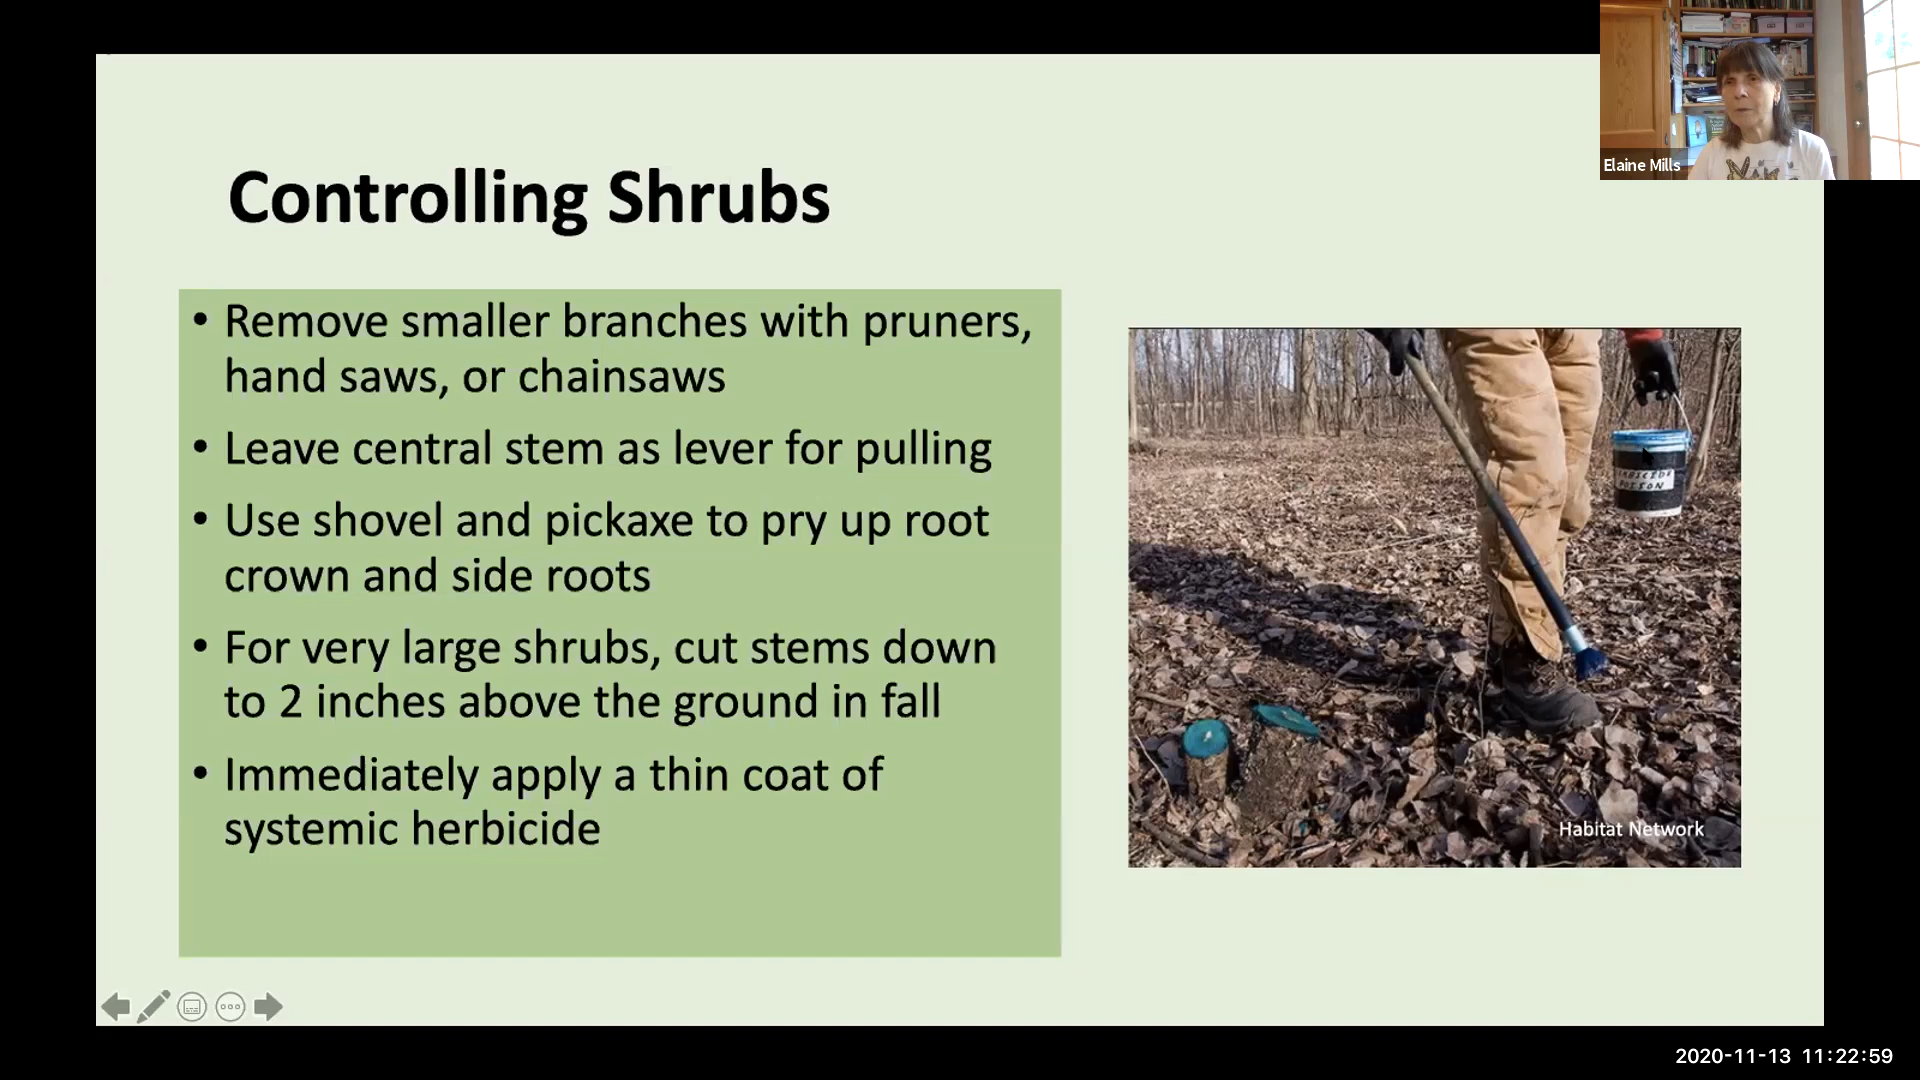 Elaine Mills
Controlling Shrubs
• Remove smaller branches with pruners,
hand saws, or chainsaws
• Leave central stem as lever for pulling
• Use shovel and pickaxe to pry up root
crown and side roots
• For very large shrubs, cut stems down
to 2 inches above the ground in fall
• Immediately apply a thin coat of
systemic herbicide
POISON
Habitat Network
2020-11-13 11:22:59